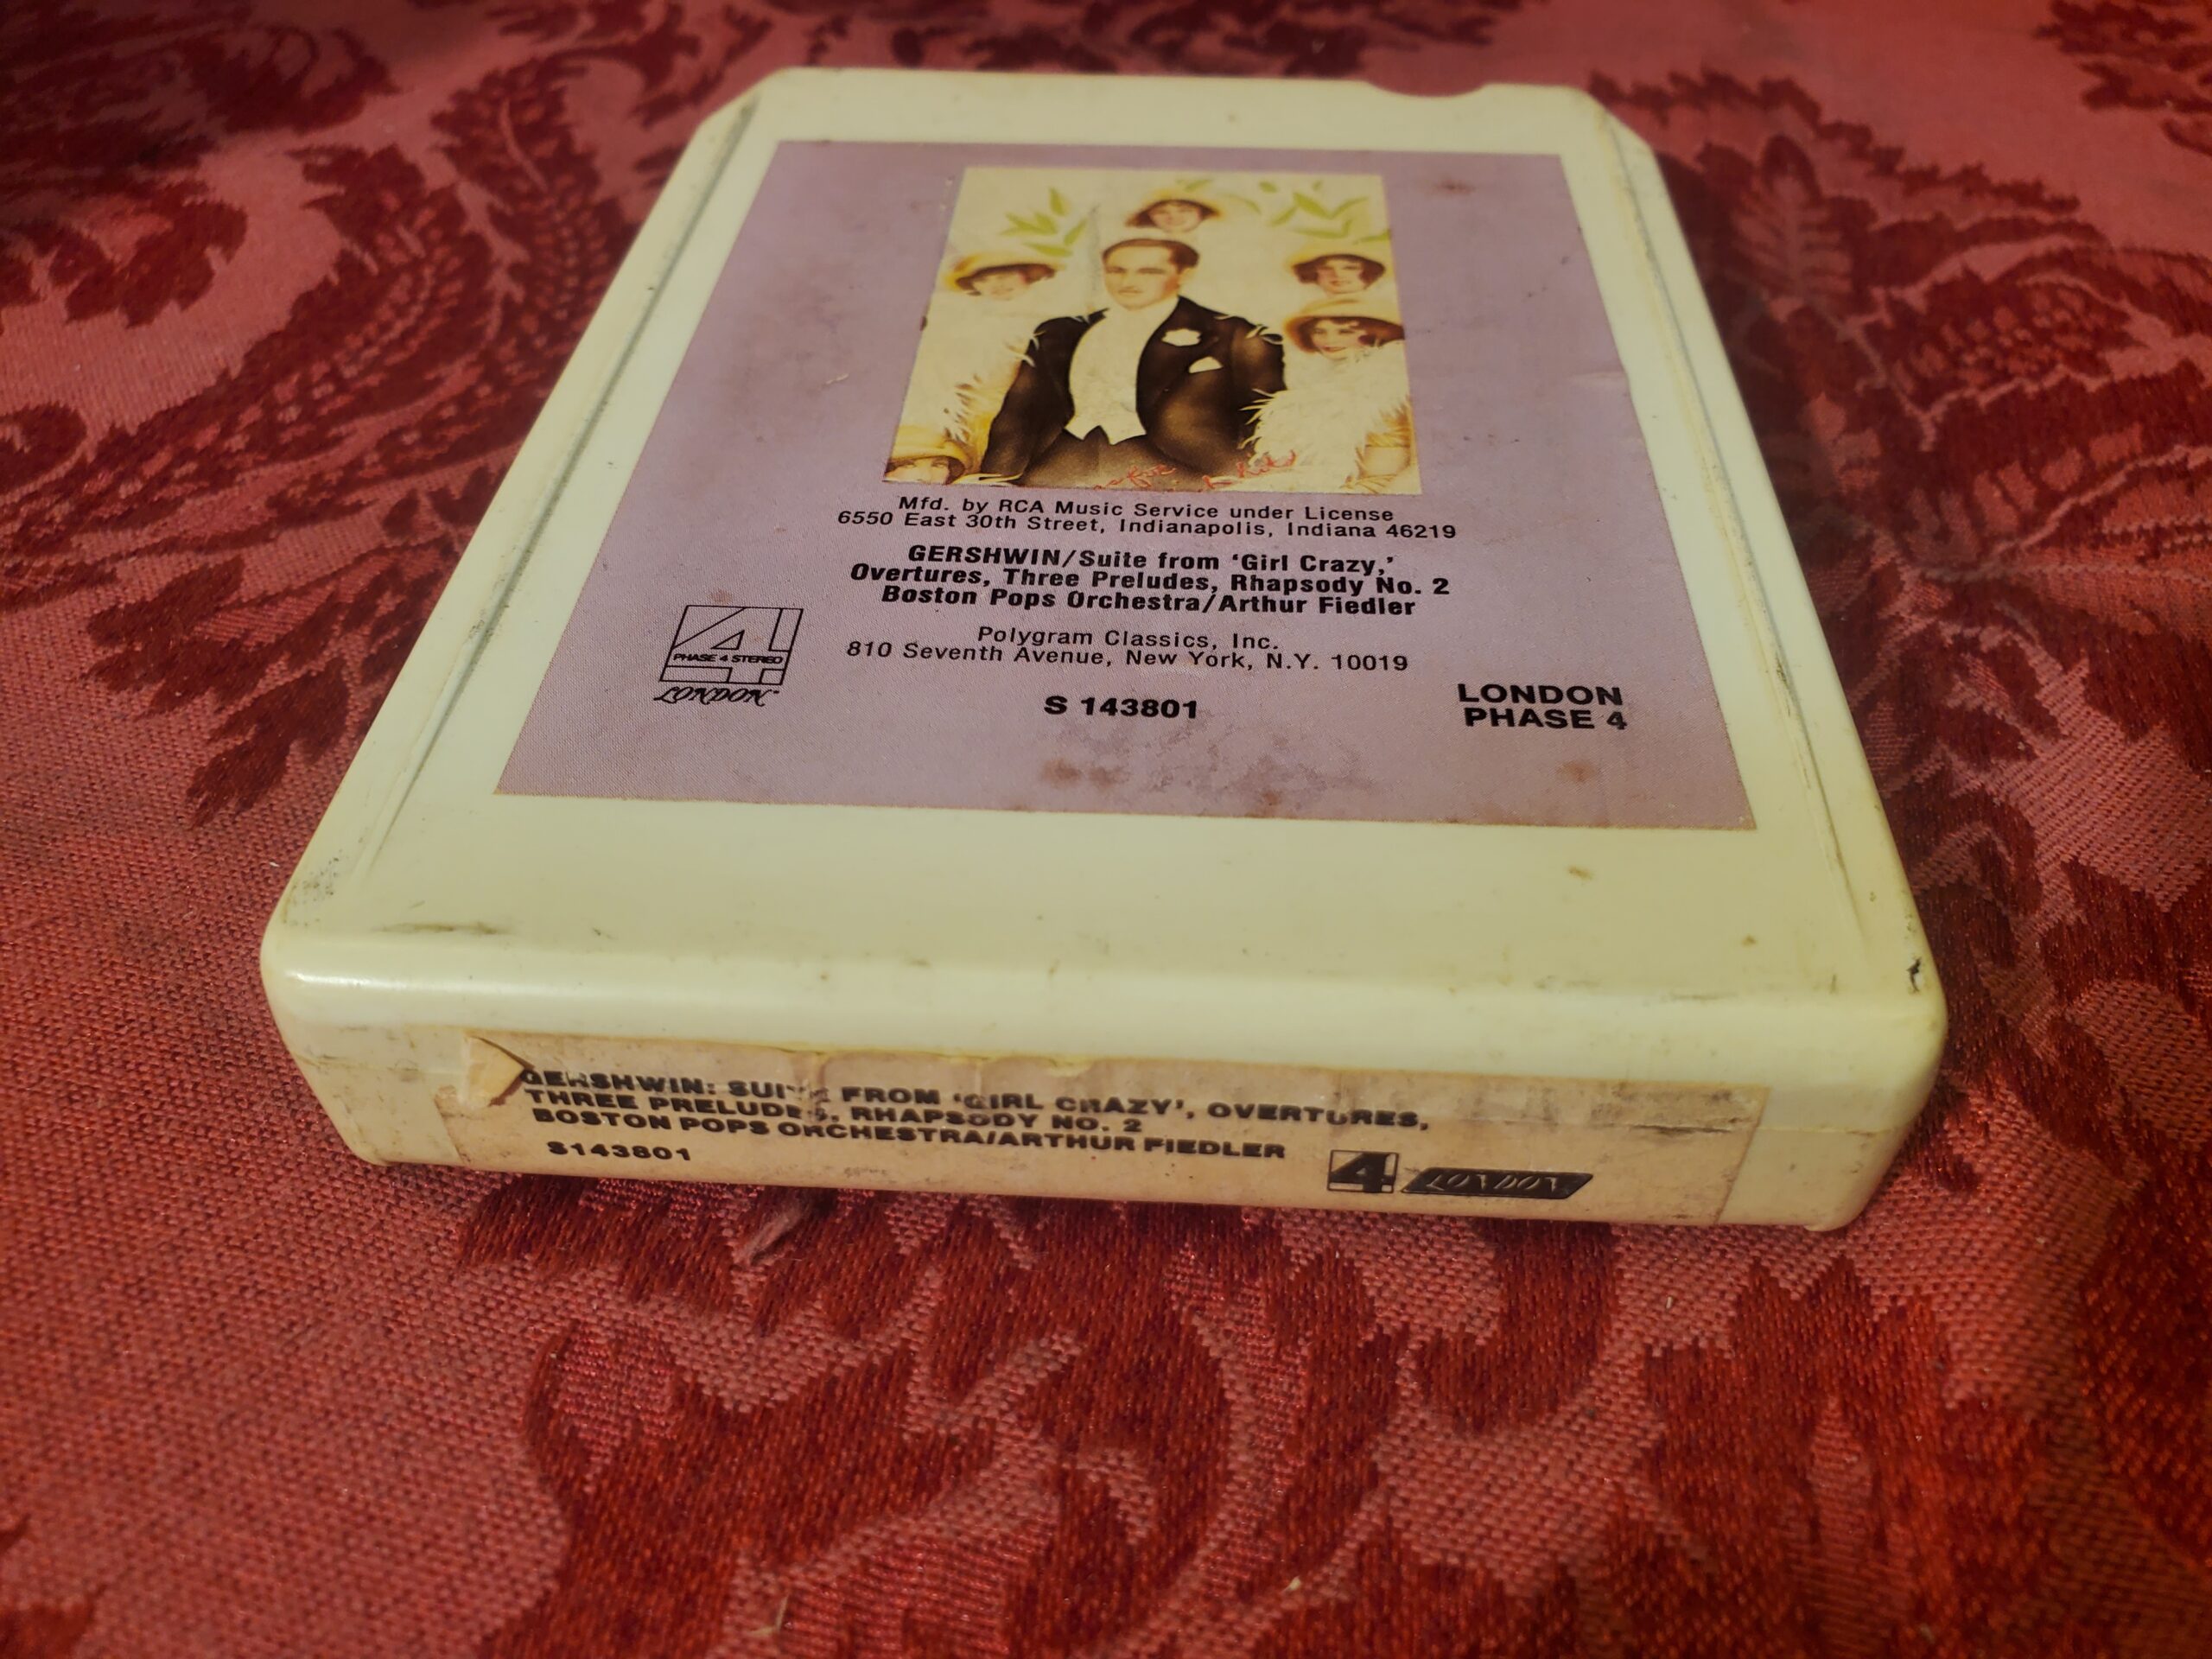 Mfd. by RCA Music Service under License
6550 East 30th Street, Indianapolis, Indiana 46219
GERSHWIN/Suite from ‘Girl Crazy,’
Overtures, Three Preludes, Rhapsody No. 2
Boston Pops Orchestra/Arthur Fiedler
Polygram Classics, Inc.
810 Seventh Avenue, New York, N.Y. 10019
4
PHASE 4 STEREO
LONDON
S 143801
LONDON
PHASE 4
GERSHWIN: SUITE FROM ‘GIRL CRAZY’, OVERTURES,
THREE PRELUDES, RHAPSODY NO. 2
BOSTON POPS ORCHESTRA/ARTHUR FIEDLER
S143801
4 LONDON